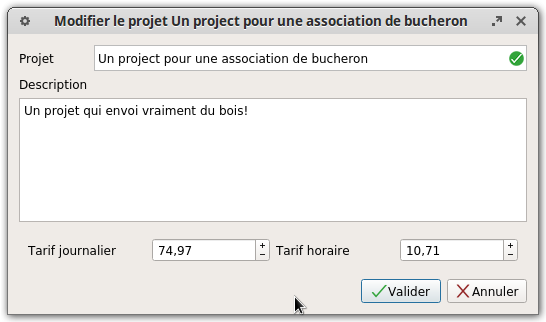 Modifier le projet Un project pour une association de bucheron
Projet Un project pour une association de bucheron
Description
Un projet qui envoi vraiment du bois!
Tarif journalier 74,97 Tarif horaire 10,71
Valider Annuler